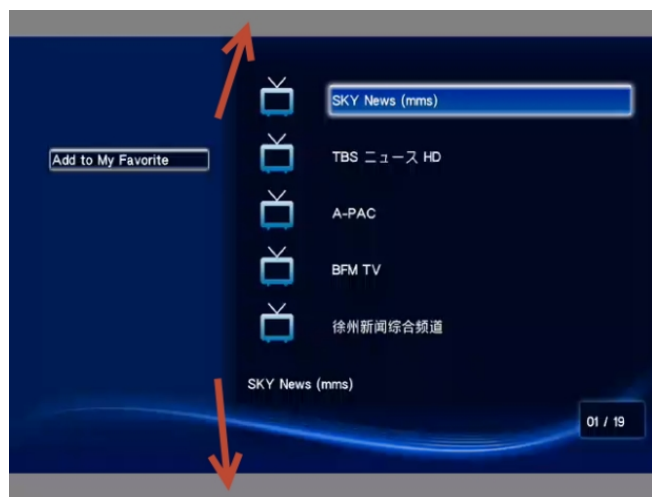 SKY News (mms)
Add to My Favorite
TBS ニュース HD
A-PAC
BFM TV
徐州新闻综合频道
SKY News (mms)
01 / 19